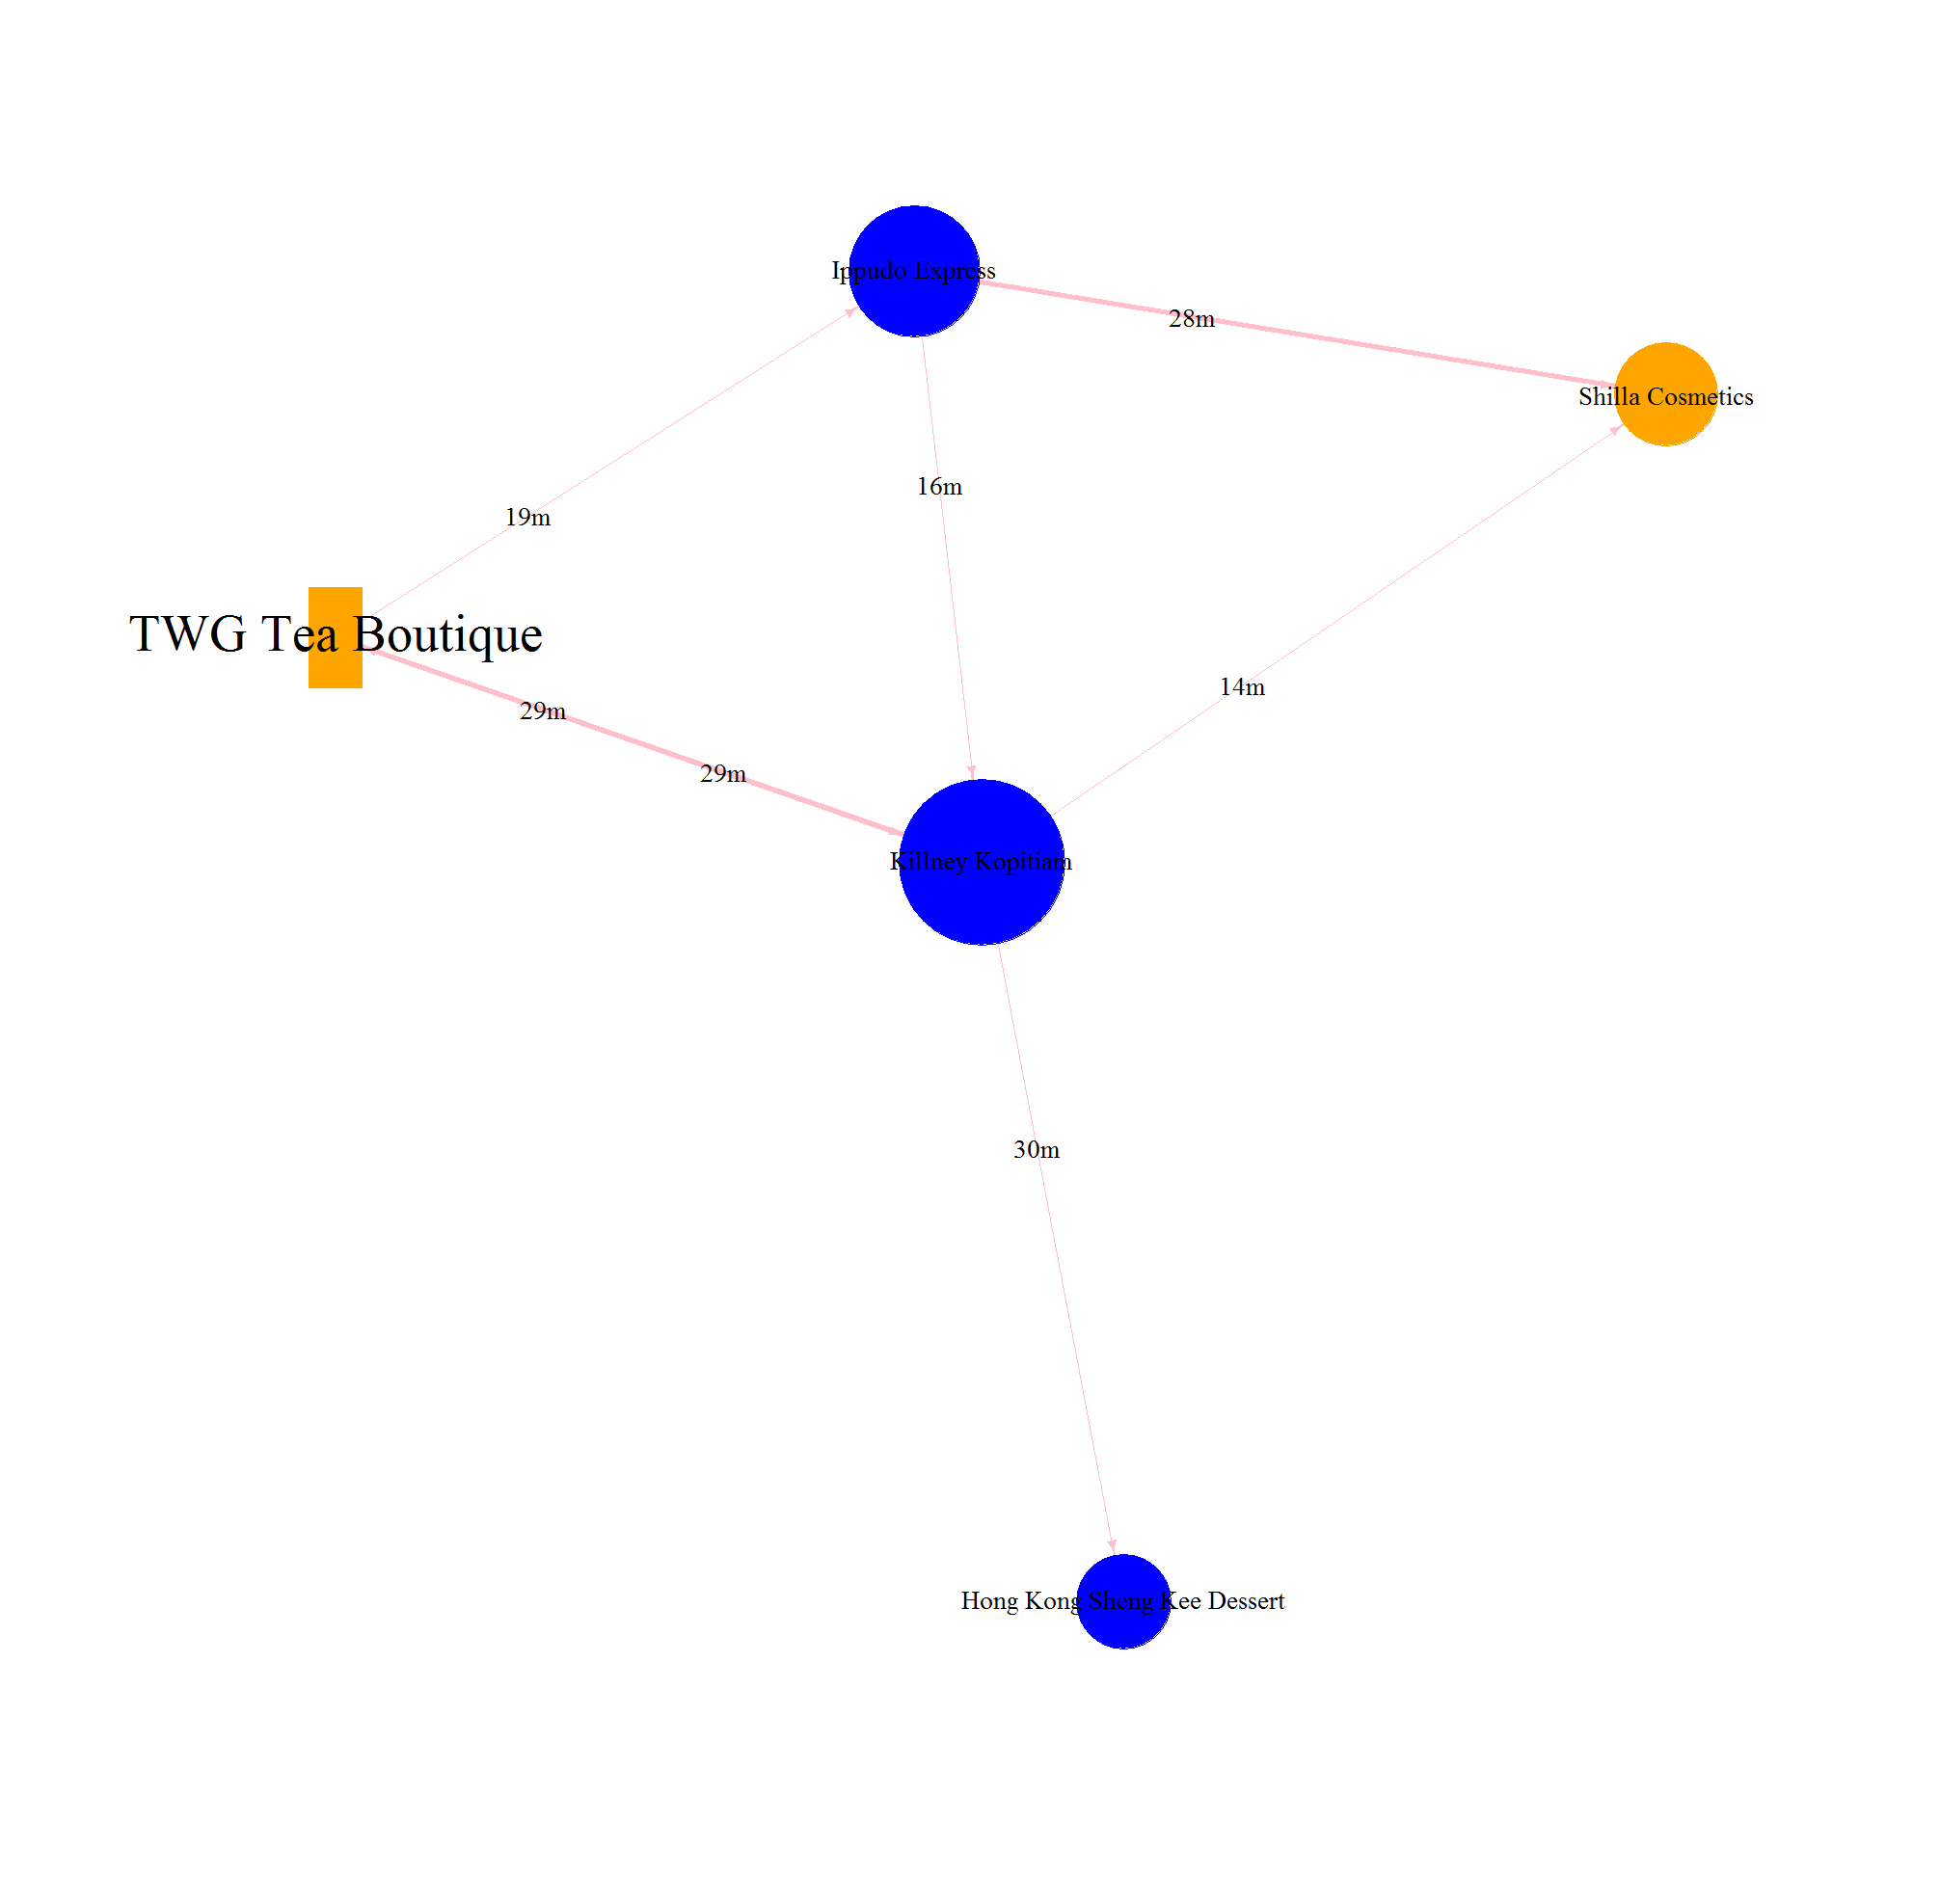 Ippudo Express
28m
Shilla Cosmetics
16m
19m
TWG Tea Boutique
14m
29m
29m
Killney Kopitiam
30m
Hong Kong Sheng Kee Dessert